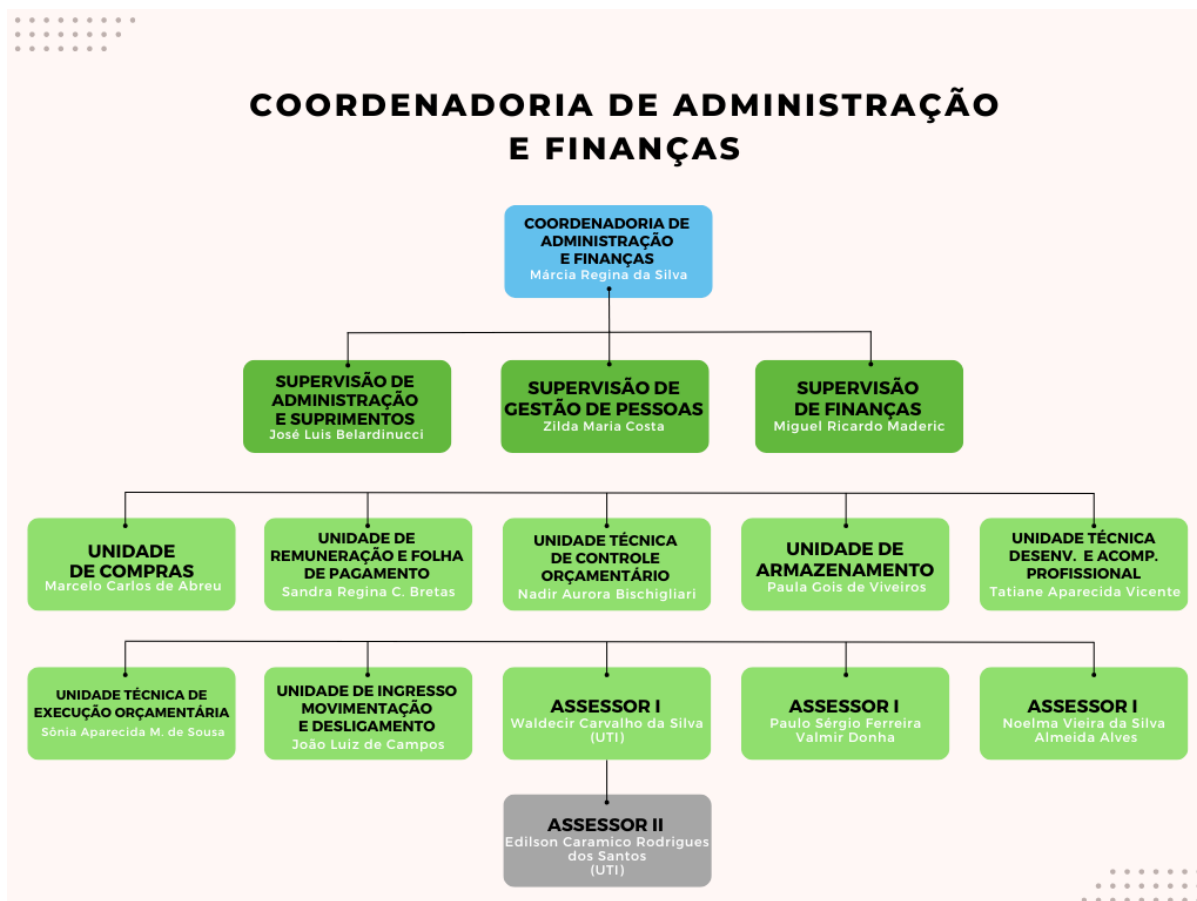 COORDENADORIA DE ADMINISTRAÇÃO
E FINANÇAS
COORDENADORIA DE
ADMINISTRAÇÃO
E FINANÇAS
Márcia Regina da Silva
SUPERVISÃO DE
ADMINISTRAÇÃO
E SUPRIMENTOS
José Luis Belardinucci
SUPERVISÃO DE
GESTÃO DE PESSOAS
Zilda Maria Costa
SUPERVISÃO
DE FINANÇAS
Miguel Ricardo Maderic
UNIDADE
DE COMPRAS
Marcelo Carlos de Abreu
UNIDADE DE
REMUNERAÇÃO E FOLHA
DE PAGAMENTO
Sandra Regina C. Bretas
UNIDADE TÉCNICA
DE CONTROLE
ORÇAMENTÁRIO
Nadir Aurora Bischigliari
UNIDADE DE
ARMAZENAMENTO
Paula Gois de Viveiros
UNIDADE TÉCNICA
DESENV. E ACOMP.
PROFISSIONAL
Tatiane Aparecida Vicente
UNIDADE TÉCNICA DE
EXECUÇÃO ORÇAMENTÁRIA
Sônia Aparecida M. de Sousa
UNIDADE DE INGRESSO
MOVIMENTAÇÃO
E DESLIGAMENTO
João Luiz de Campos
ASSESSOR I
Waldecir Carvalho da Silva
(UTI)
ASSESSOR I
Paulo Sérgio Ferreira
Valmir Donha
ASSESSOR I
Noelma Vieira da Silva
Almeida Alves
ASSESSOR II
Edilson Caramico Rodrigues
dos Santos
(UTI)